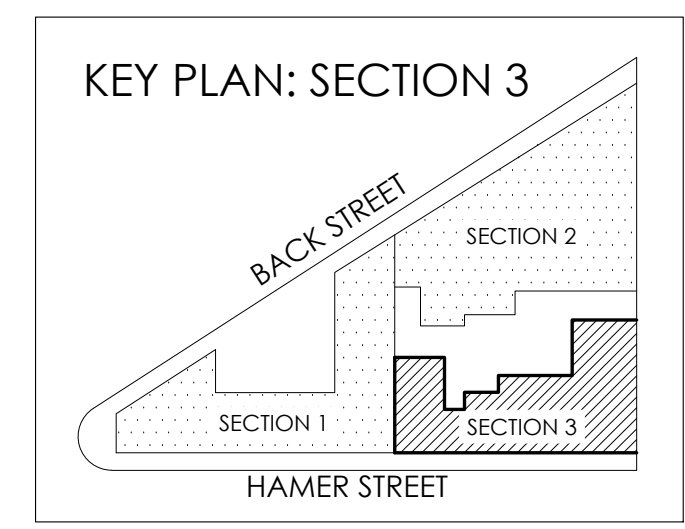 KEY PLAN: SECTION 3
BACK STREET
SECTION 2
SECTION 1
SECTION 3
HAMER STREET